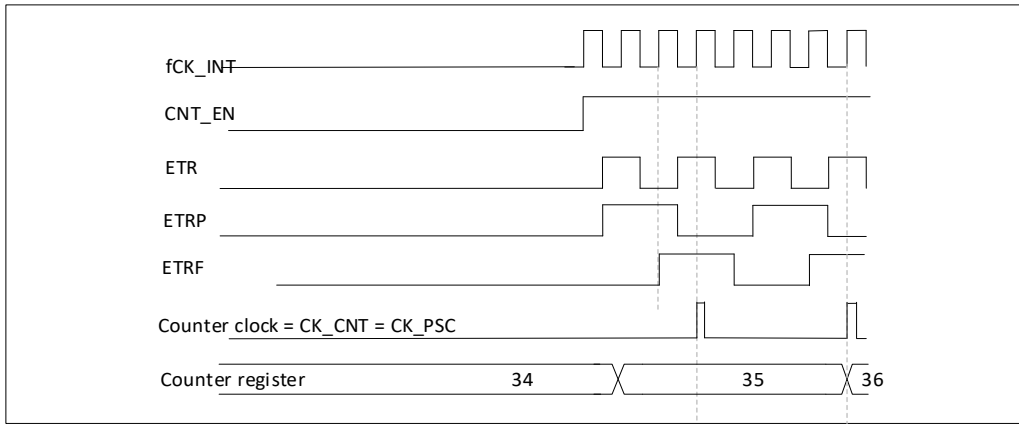 fCK_INT
CNT_EN
ETR
ETRP
ETRF
Counter clock = CK_CNT = CK_PSC
Counter register 34 35 36